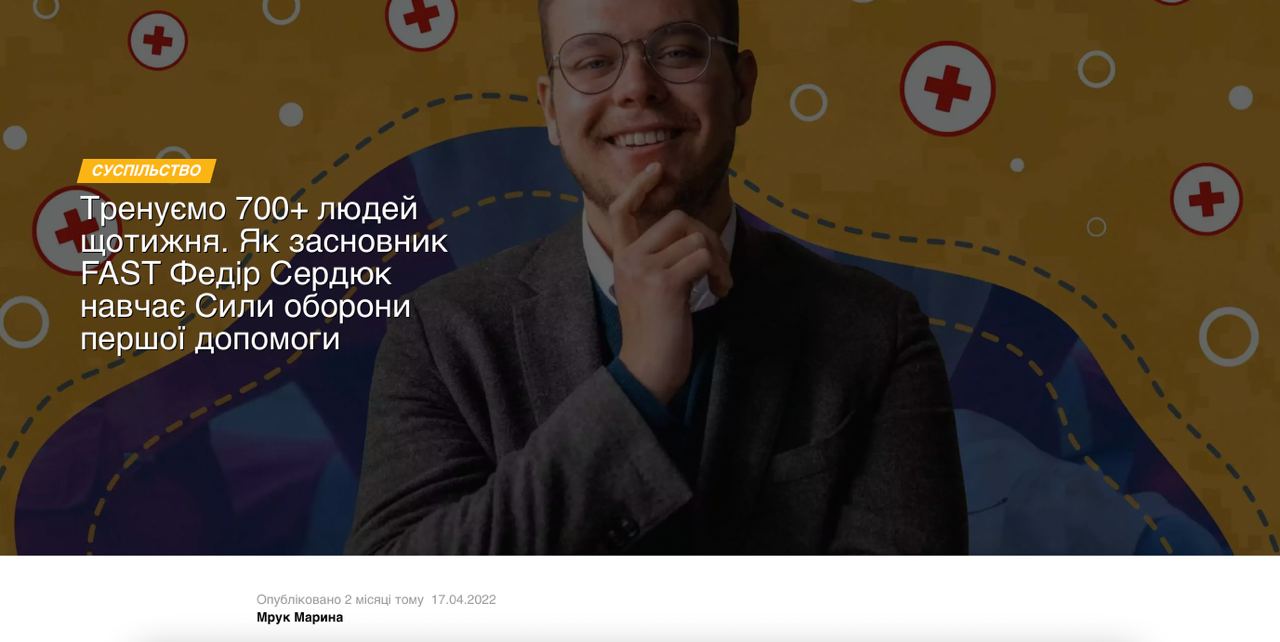 СУСПІЛЬСТВО
Тренуємо 700+ людей
щотижня. Як засновник
FAST Федір Сердюк
навчає Сили оборони
першої допомоги
Опубліковано 2 місяці тому 17.04.2022
Мрук Марина